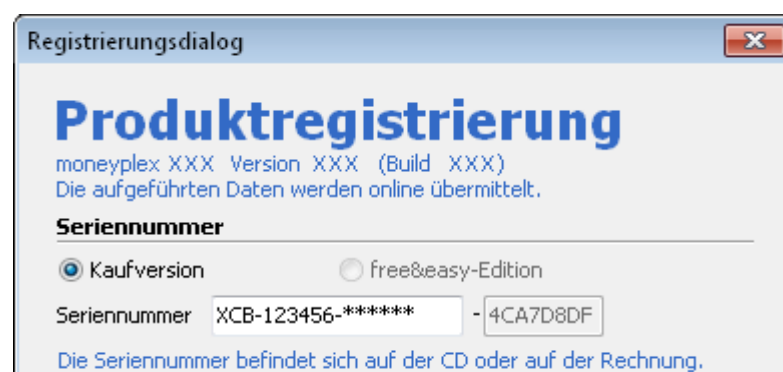 Registrierungsdialog
Produktregistrierung
moneyplex XXX Version XXX (Build XXX)
Die aufgeführten Daten werden online übermittelt.
Seriennummer
Kaufversion free&easy-Edition
Seriennummer XCB-123456-****** - 4CA7D8DF
Die Seriennummer befindet sich auf der CD oder auf der Rechnung.